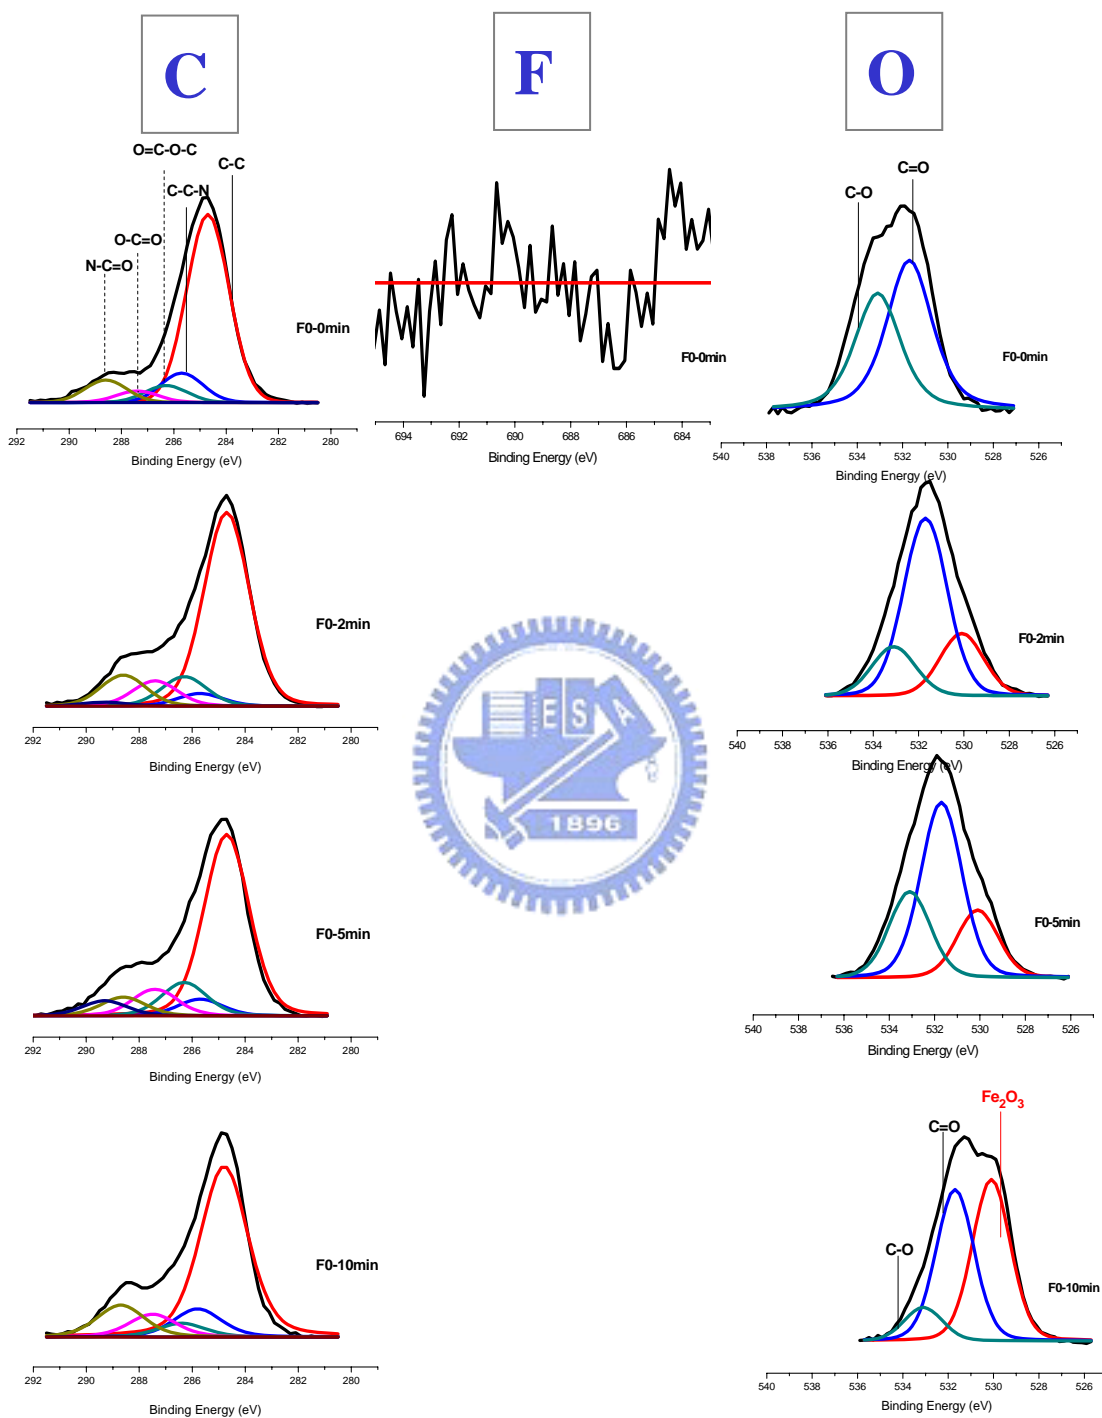 C
F
O
O=C-O-C
C-C
C-C-N
O-C=O
N-C=O
F0-0min
292 290 288 286 284 282 280
Binding Energy (eV)
F0-0min
694 692 690 688 686 684
Binding Energy (eV)
C=O
C-O
F0-0min
540 538 536 534 532 530 528 526
Binding Energy (eV)
F0-2min
292 290 288 286 284 282 280
Binding Energy (eV)
F0-2min
540 538 536 534 532 530 528 526
Binding Energy (eV)
E S A
1896
F0-5min
292 290 288 286 284 282 280
Binding Energy (eV)
F0-5min
540 538 536 534 532 530 528 526
Binding Energy (eV)
F0-10min
292 290 288 286 284 282 280
Binding Energy (eV)
Fe2O3
C=O
C-O
F0-10min
540 538 536 534 532 530 528 526
Binding Energy (eV)